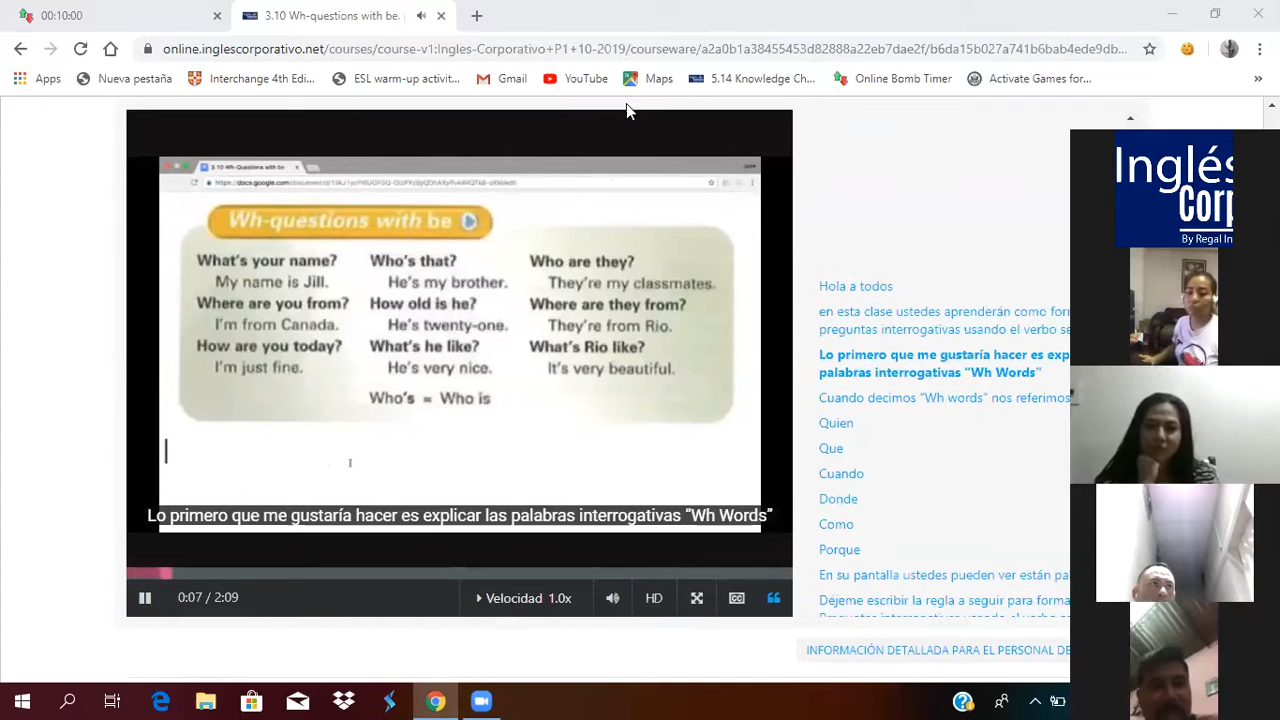 00:10:00
3.10 Wh-questions with be.
online.inglescorporativo.net/courses/course-v1:Ingles-Corporativo+P1+10-2019/courseware/a2a0b1a38455453d82888a22eb7dae2f/b6da15b027a741b6bab4ede9db...
Apps
Nueva pestaña
Interchange 4th Edi...
ESL warm-up activit...
Gmail
YouTube
Maps
5.14 Knowledge Ch...
Online Bomb Timer
Activate Games for...
3.10 Wh-Questions with be
Wh-questions with be
What's your name?
My name is Jill.
Where are you from?
I'm from Canada.
How are you today?
I'm just fine.
Who's that?
He's my brother.
How old is he?
He's twenty-one.
What's he like?
He's very nice.
Who's = Who is
Who are they?
They're my classmates.
Where are they from?
They're from Rio.
What's Rio like?
It's very beautiful.
Lo primero que me gustaría hacer es explicar las palabras interrogativas “Wh Words”
0:07 / 2:09
Velocidad 1.0x
HD
Hola a todos
en esta clase ustedes aprenderán como for
preguntas interrogativas usando el verbo se
Lo primero que me gustaría hacer es exp
palabras interrogativas “Wh Words”
Cuando decimos “Wh words” nos referimos
Quien
Que
Cuando
Donde
Como
Porque
En su pantalla ustedes pueden ver están pa
Déjeme escribir la regla a seguir para forma
INFORMACIÓN DETALLADA PARA EL PERSONAL DE
Inglés
Corp
By Regal In